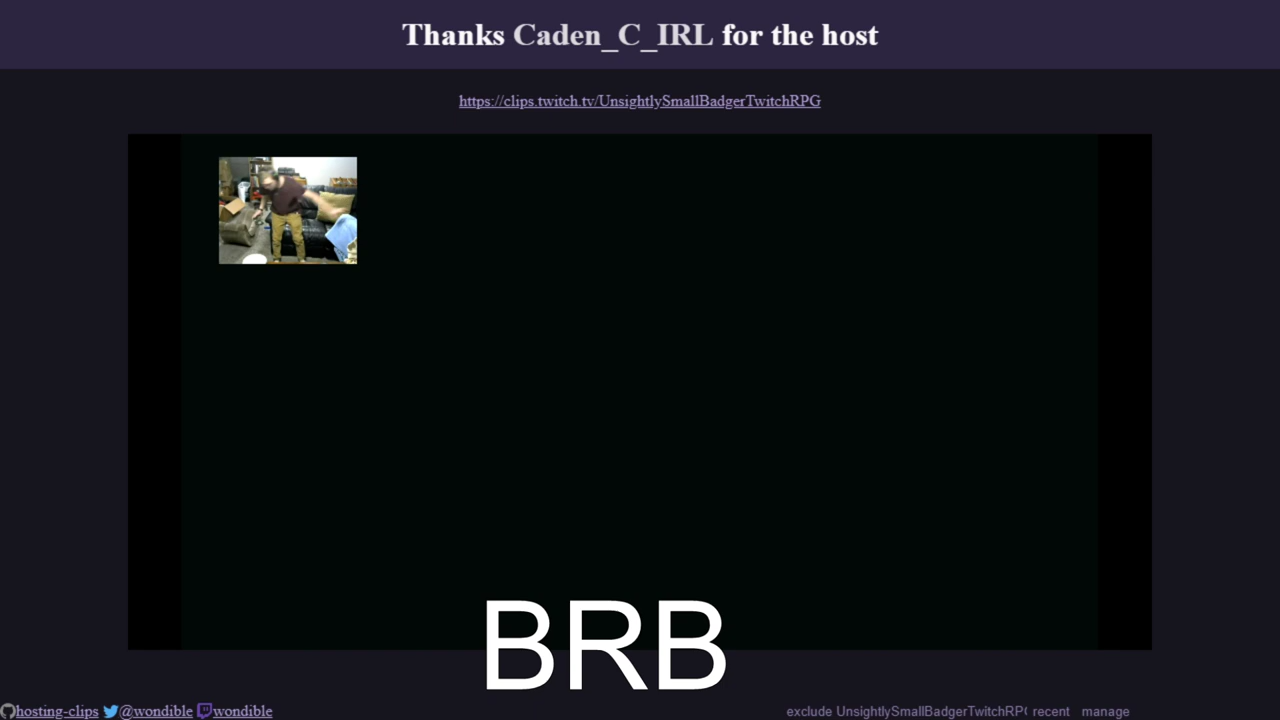 Thanks Caden_C_IRL for the host
https://clips.twitch.tv/UnsightlySmallBadgerTwitchRPG
BRB
hosting-clips @wondible wondible
exclude UnsightlySmallBadgerTwitchRP recent manage